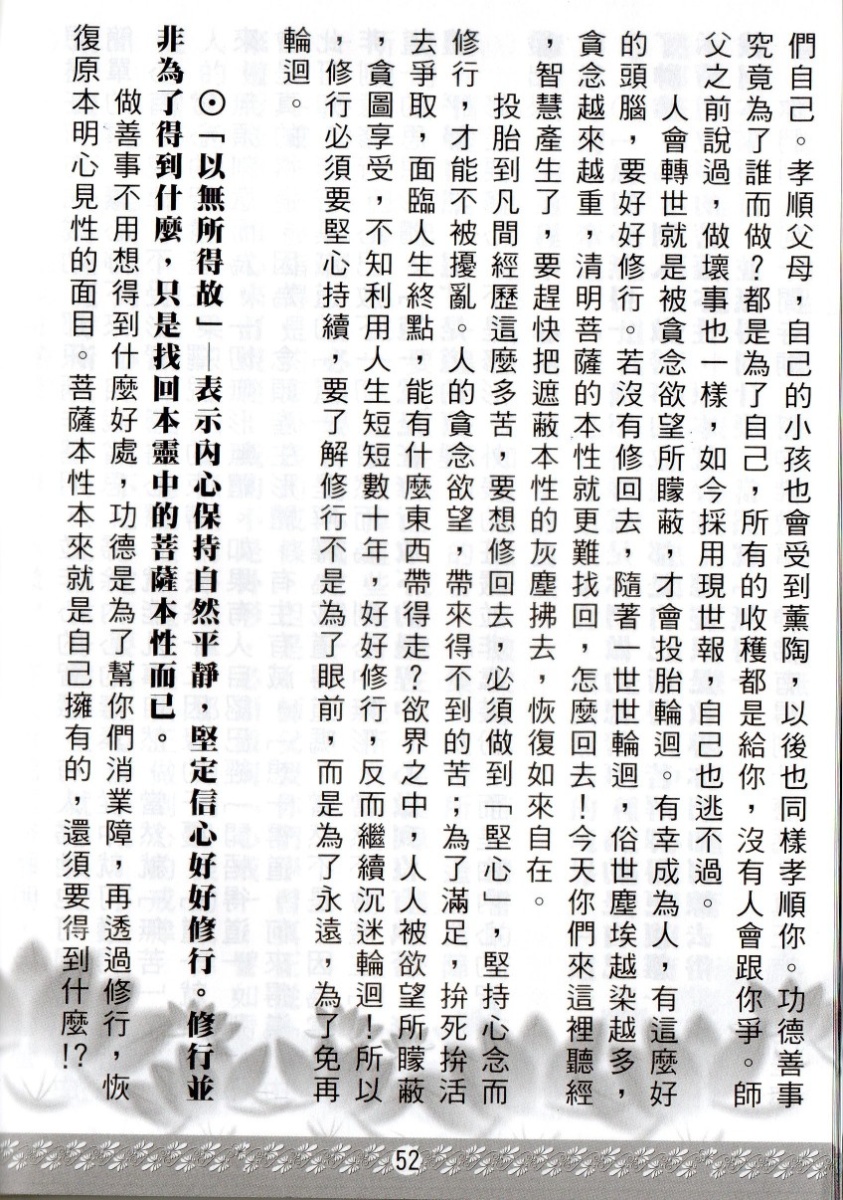 們自己。孝順父母，自己的小孩也會受到薰陶，以後也同樣孝順你。功德善事
究竟為了誰而做？都是為了自己，所有的收穫都是給你，沒有人會跟你爭。師
父之前說過，做壞事也一樣，如今採用現世報，自己也逃不過。
人會轉世就是被貪念欲望所矇蔽，才會投胎輪迴。有幸成為人，有這麼好
的頭腦，要好好修行。若沒有修回去，隨著一世世輪迴，俗世塵埃越染越多，
貪念越來越重，清明菩薩的本性就更難找回，怎麼回去！今天你們來這裡聽經
，智慧產生了，要趕快把遮蔽本性的灰塵拂去，恢復如來自在。
投胎到凡間經歷這麼多苦，要想修回去，必須做到「堅心」，堅持心念而
修行，才能不被擾亂。人的貪念欲望，帶來得不到的苦；為了滿足，拚死拚活
去爭取，面臨人生終點，能有什麼東西帶得走？欲界之中，人人被欲望所矇蔽
，貪圖享受，不知利用人生短短數十年，好好修行，反而繼續沉迷輪迴！所以
，修行必須要堅心持續，要了解修行不是為了眼前，而是為了永遠，為了免再
輪迴。
⊙以無所得故——表示內心保持自然平靜，堅定信心好好修行。修行並
非為了得到什麼，只是找回本靈中的菩薩本性而已。
做善事不用想得到什麼好處，功德是為了幫你們消業障，再透過修行，恢
復原本明心見性的面目。菩薩本性本來就是自己擁有的，還須要得到什麼！？
52